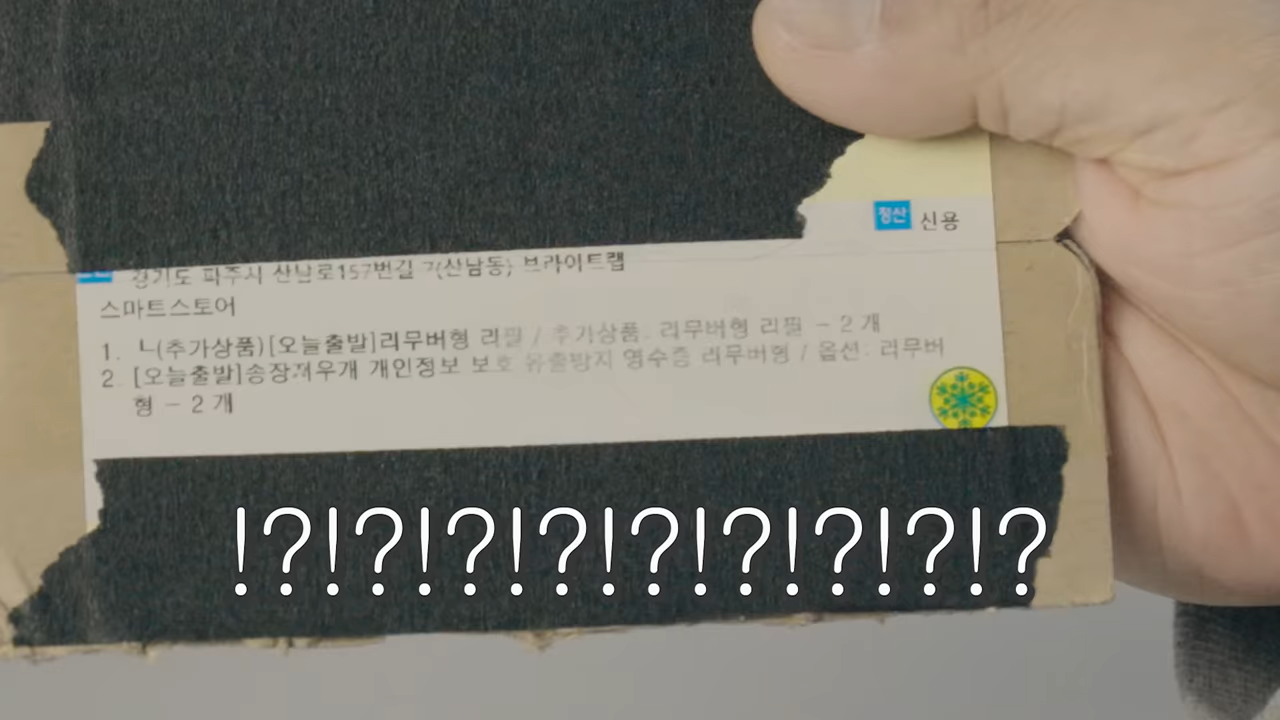 정산 신용
경기도 파주시 산남로157번길 7(산남동) 브라이트랩
스마트스토어
1. ㄴ(추가상품)[오늘출발]리무버형 리필 / 추가상품: 리무버형 리필 - 2 개
2. [오늘출발]송장지우개 개인정보 보호 유출방지 영수증 리무버형 / 옵션: 리무버
형 - 2 개
!?!?!?!?!?!?!?!?!?